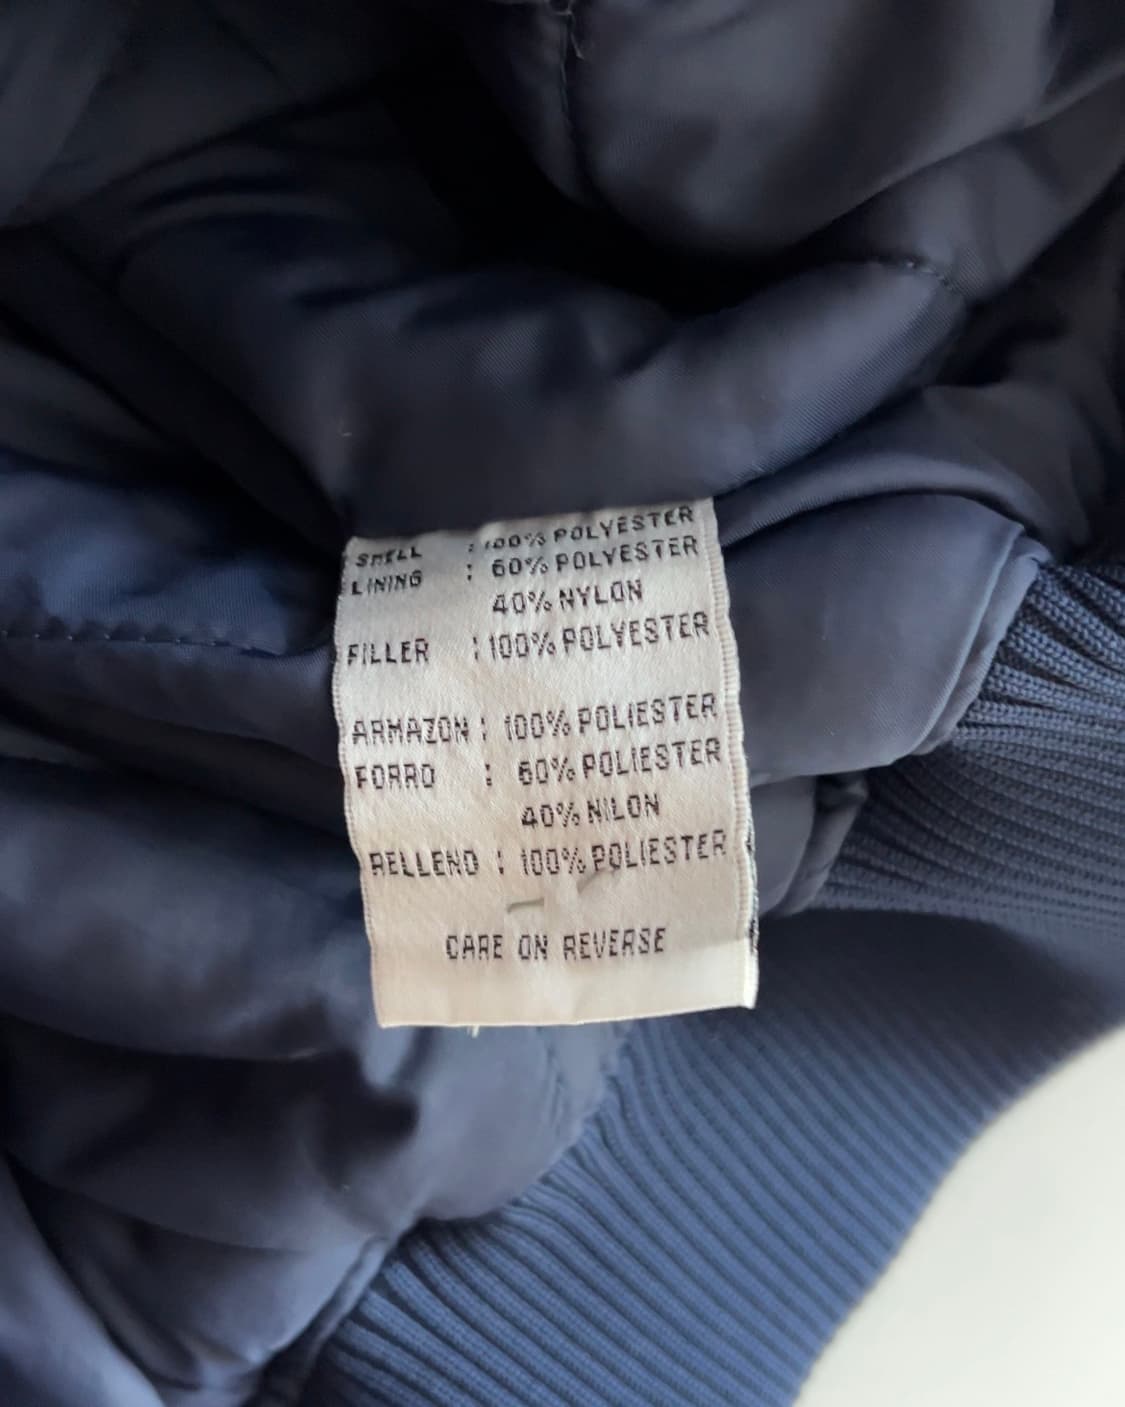 SHELL : 100% POLYESTER
LINING : 60% POLYESTER
40% NYLON
FILLER : 100% POLYESTER
ARMAZON : 100% POLIESTER
FORRO : 60% POLIESTER
40% NILON
RELLENO : 100% POLIESTER
CARE ON REVERSE